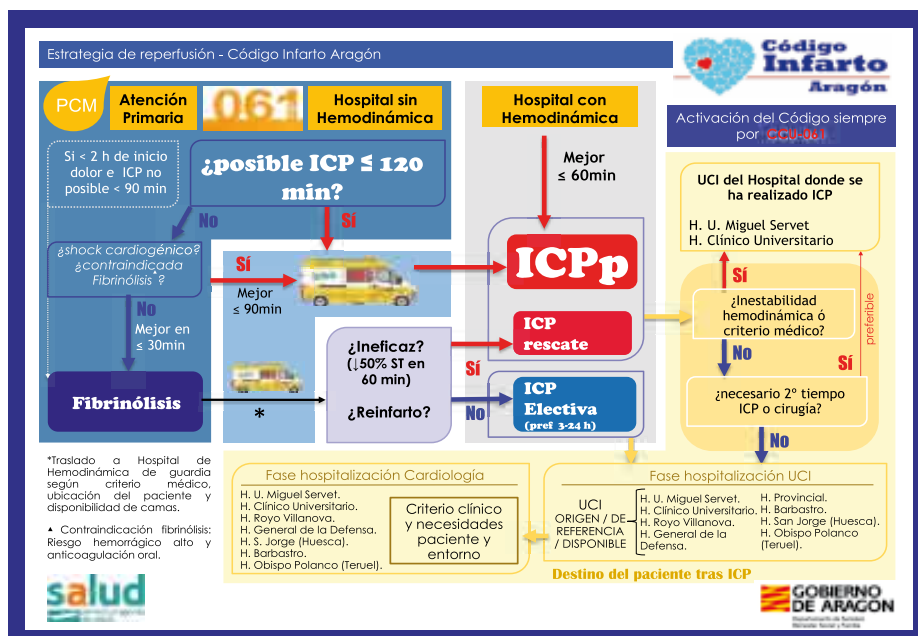 Estrategia de reperfusión - Código Infarto Aragón
Código
Infarto
Aragón
PCM
Atención
Primaria
061
Hospital sin
Hemodinámica
Hospital con
Hemodinámica
Activación del Código siempre
por CCU-061
Si < 2 h de inicio
dolor e ICP no
posible < 90 min
¿posible ICP ≤ 120
min?
Mejor
≤ 60min
UCI del Hospital donde se
ha realizado ICP
H. U. Miguel Servet
H. Clínico Universitario
No
Sí
¿shock cardiogénico?
¿contraindicada
Fibrinólisis▲?
Sí
Mejor
≤ 90min
ICPp
Sí
preferible
¿Inestabilidad
hemodinámica ó
criterio médico?
No
Mejor en
≤ 30min
ICP
rescate
¿Ineficaz?
(↓50% ST en
60 min)
¿Reinfarto?
Sí
No
No
Sí
Fibrinólisis
*
ICP
Electiva
(pref 3-24 h)
¿necesario 2º tiempo
ICP o cirugía?
No
*Traslado a Hospital de
Hemodinámica de guardia
según criterio médico,
ubicación del paciente y
disponibilidad de camas.
▲ Contraindicación fibrinólisis:
Riesgo hemorrágico alto y
anticoagulación oral.
Fase hospitalización Cardiología
H. U. Miguel Servet.
H. Clínico Universitario.
H. Royo Villanova.
H. General de la Defensa.
H. S. Jorge (Huesca).
H. Barbastro.
H. Obispo Polanco (Teruel).
Criterio clínico
y necesidades
paciente y
entorno
Fase hospitalización UCI
UCI
ORIGEN / DE
REFERENCIA
/ DISPONIBLE
H. U. Miguel Servet.
H. Clínico Universitario.
H. Royo Villanova.
H. General de la
Defensa.
H. Provincial.
H. Barbastro.
H. San Jorge (Huesca).
H. Obispo Polanco
(Teruel).
Destino del paciente tras ICP
salud
GOBIERNO
DE ARAGON